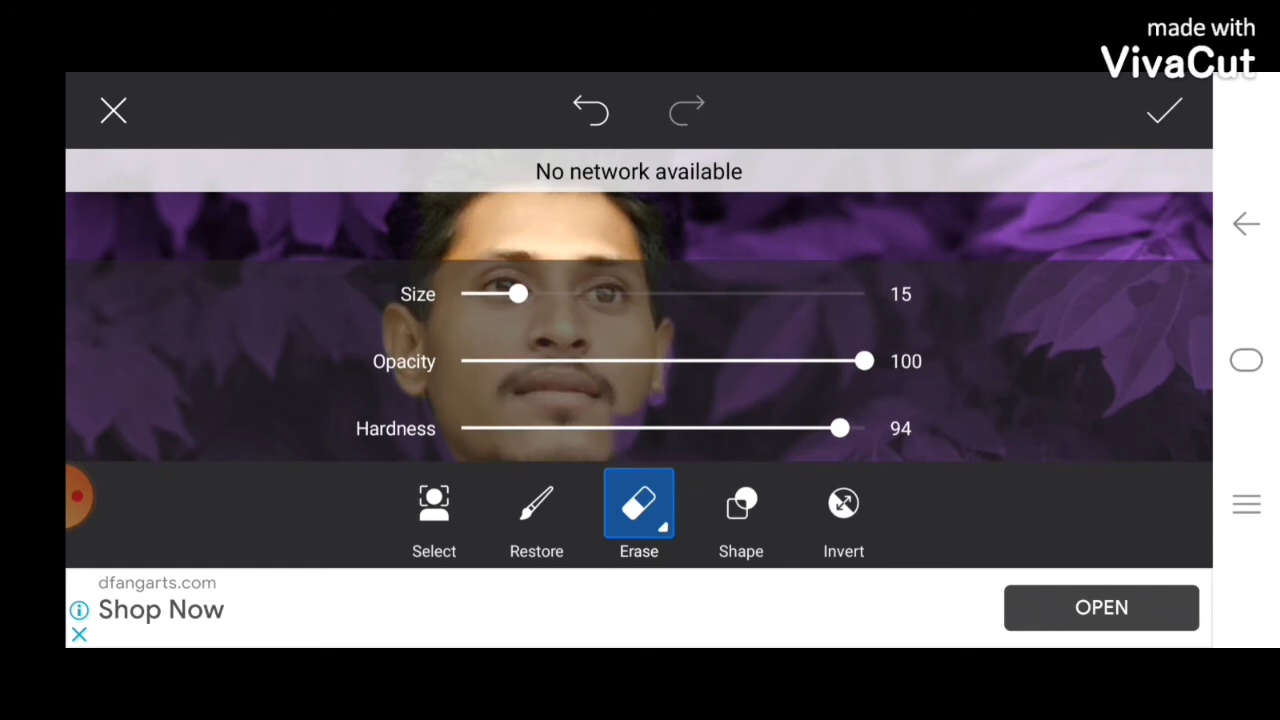 made with
VivaCut
No network available
Size 15
Opacity 100
Hardness 94
Select Restore Erase Shape Invert
dfangarts.com
Shop Now
OPEN